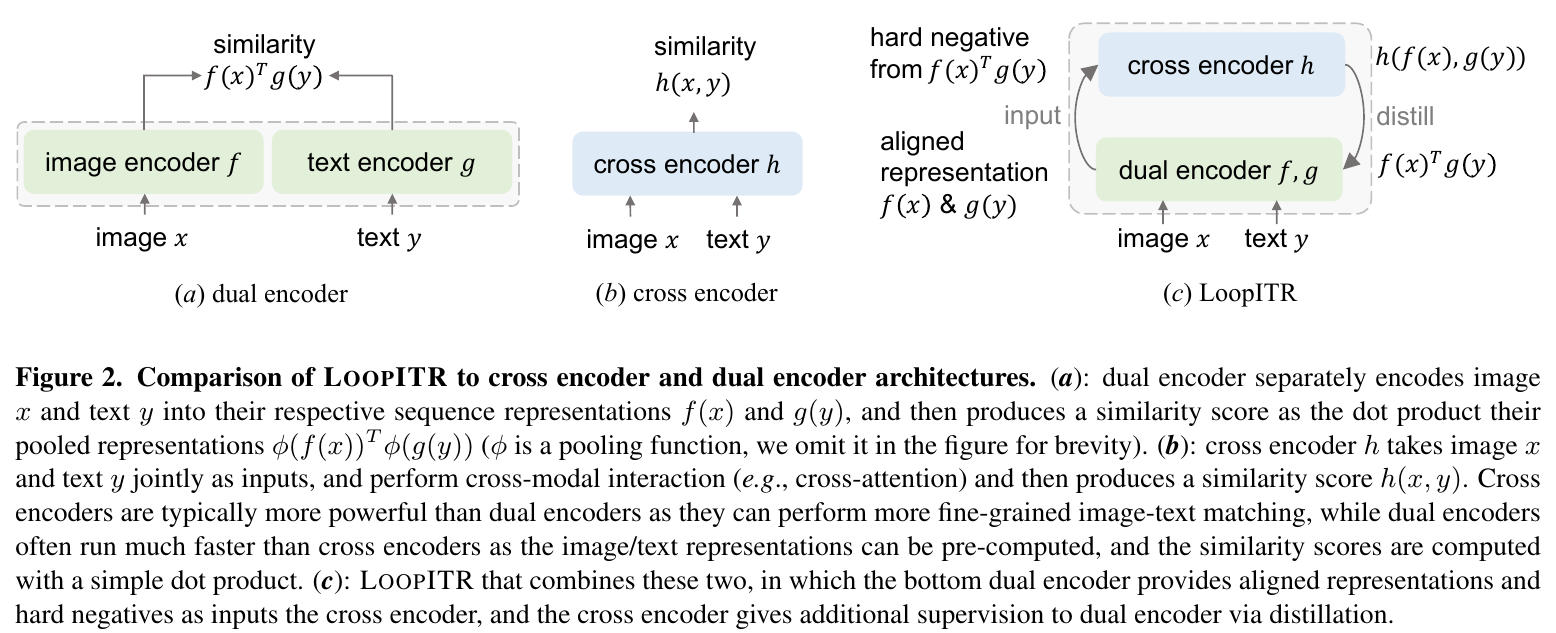 similarity
f(x)^T g(y)
image encoder f
text encoder g
image x
text y
(a) dual encoder
similarity
h(x, y)
cross encoder h
image x
text y
(b) cross encoder
hard negative
from f(x)^T g(y)
input
aligned
representation
f(x) & g(y)
cross encoder h
dual encoder f, g
h(f(x), g(y))
distill
f(x)^T g(y)
image x
text y
(c) LoopITR
Figure 2. Comparison of LOOPITR to cross encoder and dual encoder architectures. (a): dual encoder separately encodes image
x and text y into their respective sequence representations f(x) and g(y), and then produces a similarity score as the dot product their
pooled representations ϕ(f(x))^T ϕ(g(y)) (ϕ is a pooling function, we omit it in the figure for brevity). (b): cross encoder h takes image x
and text y jointly as inputs, and perform cross-modal interaction (e.g., cross-attention) and then produces a similarity score h(x, y). Cross
encoders are typically more powerful than dual encoders as they can perform more fine-grained image-text matching, while dual encoders
often run much faster than cross encoders as the image/text representations can be pre-computed, and the similarity scores are computed
with a simple dot product. (c): LOOPITR that combines these two, in which the bottom dual encoder provides aligned representations and
hard negatives as inputs the cross encoder, and the cross encoder gives additional supervision to dual encoder via distillation.